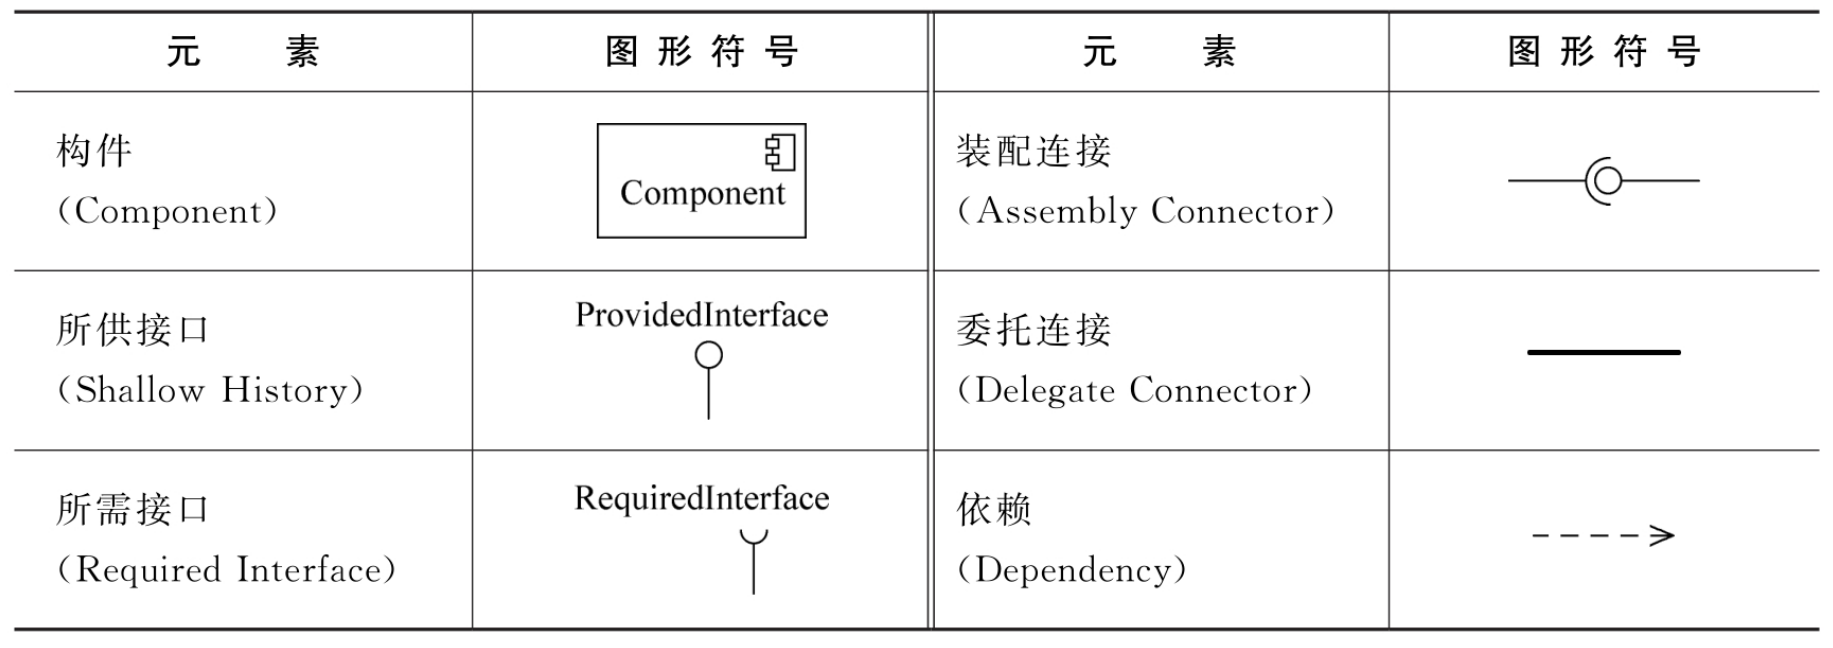 元 素 图形符号 元 素 图形符号
构件
(Component)
Component
装配连接
(Assembly Connector)
所供接口
(Shallow History)
ProvidedInterface
委托连接
(Delegate Connector)
所需接口
(Required Interface)
RequiredInterface
依赖
(Dependency)